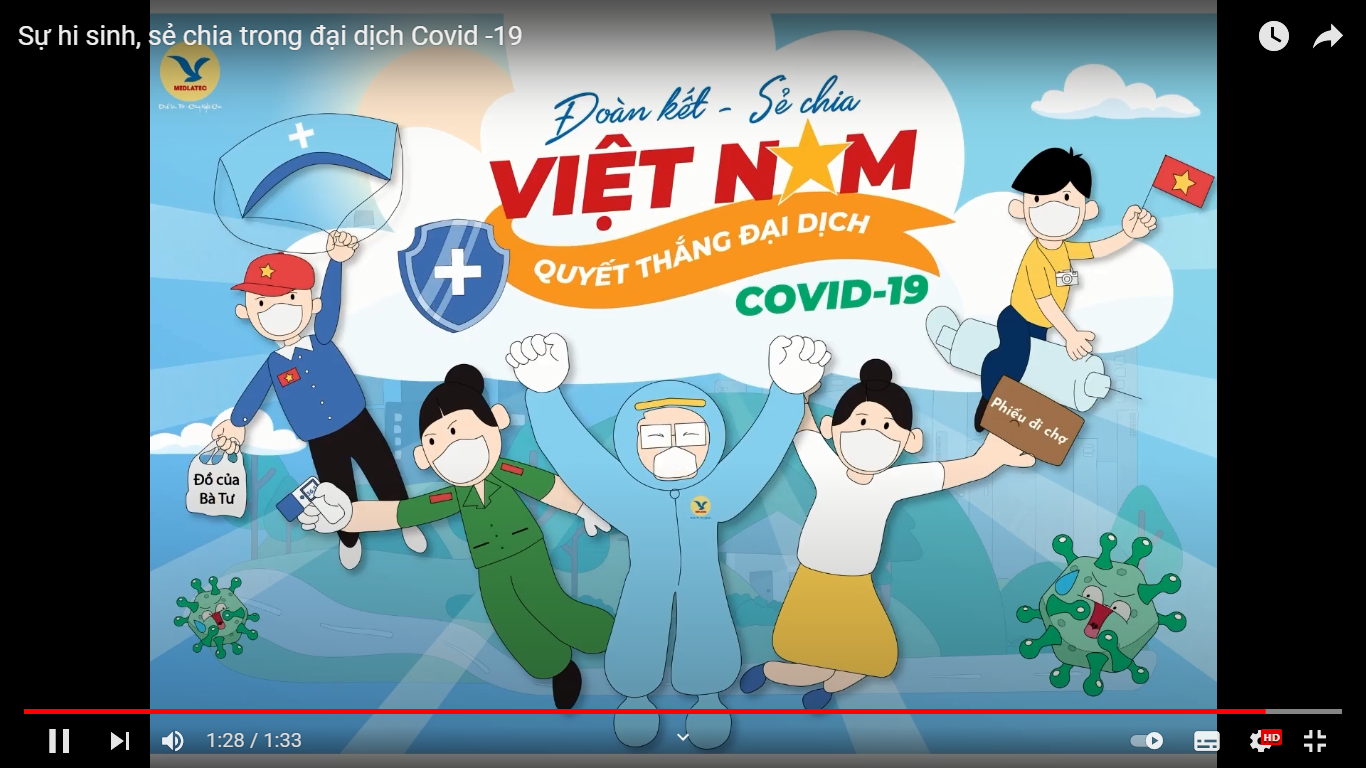 Sự hi sinh, sẻ chia trong đại dịch Covid -19
MEDLATEC
Đoàn kết - Sẻ chia
VIỆT NAM
QUYẾT THẮNG ĐẠI DỊCH
COVID-19
Phiếu đi chợ
Đồ của
Bà Tư
1:28 / 1:33
HD